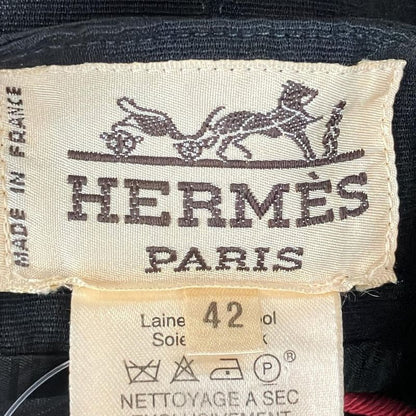 MADE IN FRANCE
HERMÈS
PARIS
42
Laine
Soie
P ®
NETTOYAGE A SEC